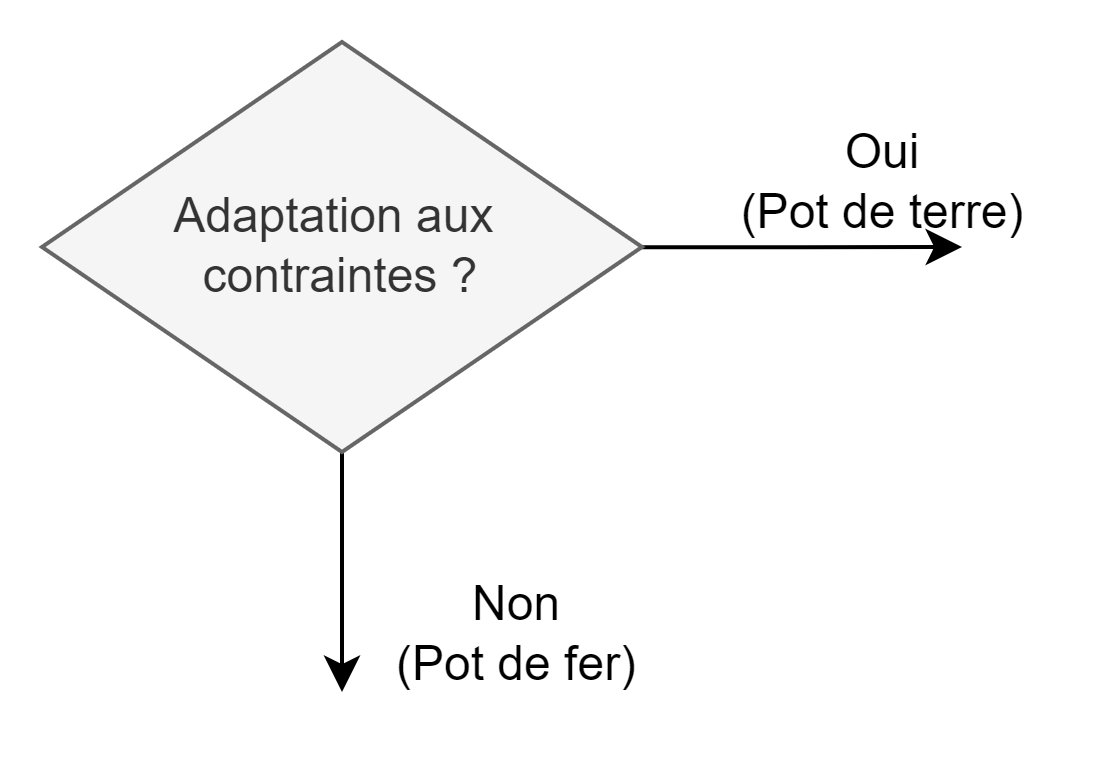 Oui
(Pot de terre)
Adaptation aux
contraintes ?
Non
(Pot de fer)